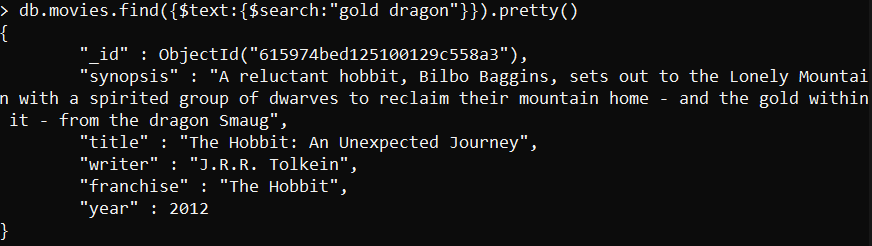 > db.movies.find({$text:{$search:"gold dragon"}}).pretty()
{
        "_id" : ObjectId("615974bed125100129c558a3"),
        "synopsis" : "A reluctant hobbit, Bilbo Baggins, sets out to the Lonely Mountai
n with a spirited group of dwarves to reclaim their mountain home - and the gold within
 it - from the dragon Smaug",
        "title" : "The Hobbit: An Unexpected Journey",
        "writer" : "J.R.R. Tolkein",
        "franchise" : "The Hobbit",
        "year" : 2012
}